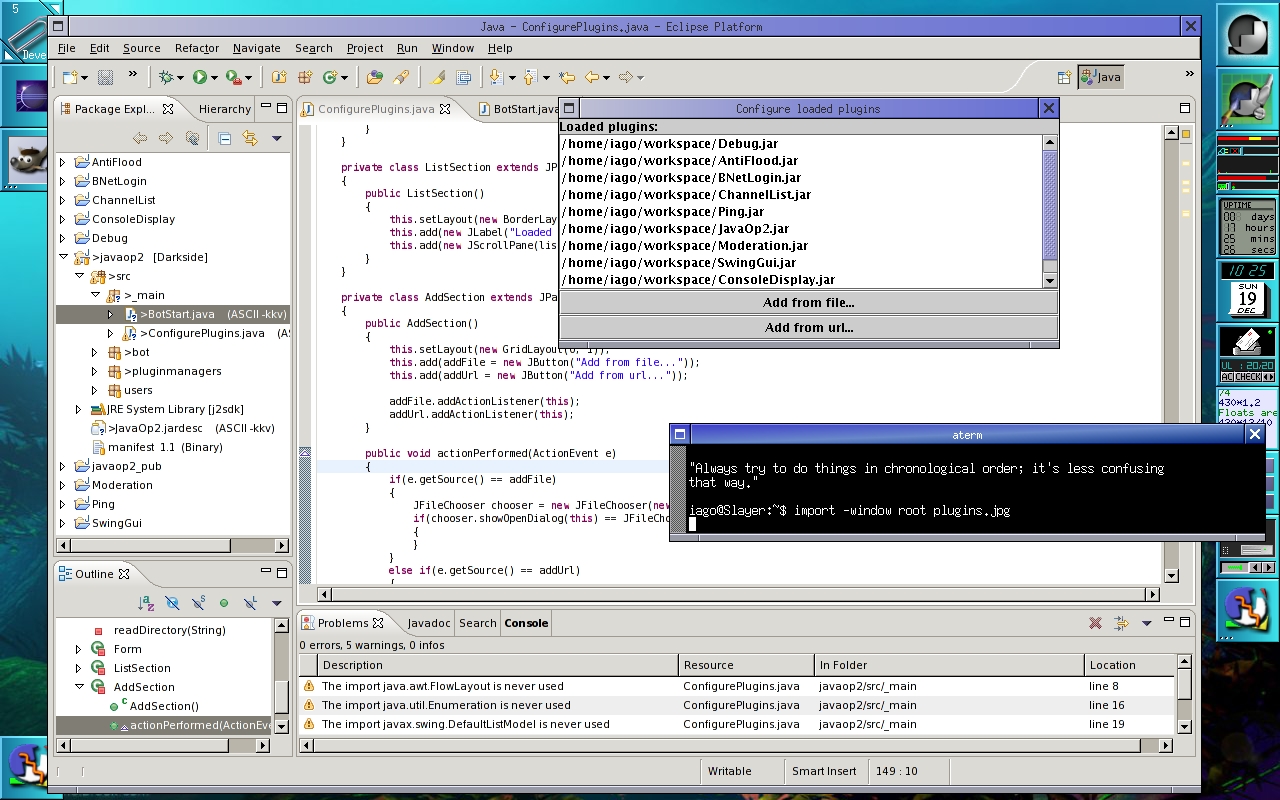 5
Deve
Java - ConfigurePlugins.java - Eclipse Platform
File Edit Source Refactor Navigate Search Project Run Window Help
Java
Package Expl... Hierarchy
AntiFlood
BNetLogin
ChannelList
ConsoleDisplay
Debug
>javaop2 [Darkside]
>src
>_main
>BotStart.java (ASCII -kkv)
>ConfigurePlugins.java (A
>bot
>pluginmanagers
users
JRE System Library [j2sdk]
>JavaOp2.jardesc (ASCII -kkv)
manifest 1.1 (Binary)
javaop2_pub
Moderation
Ping
SwingGui
Outline
readDirectory(String)
Form
ListSection
AddSection
AddSection()
actionPerformed(ActionEve
ConfigurePlugins.java BotStart.java
}
}
private class ListSection extends JP
{
public ListSection()
{
this.setLayout(new BorderLay
this.add(new JLabel("Loaded
this.add(new JScrollPane(lis
}
}
private class AddSection extends JPa
{
public AddSection()
{
this.setLayout(new GridLayout(0, 1));
this.add(addFile = new JButton("Add from file..."));
this.add(addUrl = new JButton("Add from url..."));
addFile.addActionListener(this);
addUrl.addActionListener(this);
}
public void actionPerformed(ActionEvent e)
{
if(e.getSource() == addFile)
{
JFileChooser chooser = new JFileChooser(new
if(chooser.showOpenDialog(this) == JFileCh
{
}
}
else if(e.getSource() == addUrl)
{
Configure loaded plugins
Loaded plugins:
/home/iago/workspace/Debug.jar
/home/iago/workspace/AntiFlood.jar
/home/iago/workspace/BNetLogin.jar
/home/iago/workspace/ChannelList.jar
/home/iago/workspace/Ping.jar
/home/iago/workspace/JavaOp2.jar
/home/iago/workspace/Moderation.jar
/home/iago/workspace/SwingGui.jar
/home/iago/workspace/ConsoleDisplay.jar
Add from file...
Add from url...
aterm
"Always try to do things in chronological order; it's less confusing
that way."
iago@Slayer:~$ import -window root plugins.jpg
Problems Javadoc Search Console
0 errors, 5 warnings, 0 infos
Description Resource In Folder Location
The import java.awt.FlowLayout is never used ConfigurePlugins.java javaop2/src/_main line 8
The import java.util.Enumeration is never used ConfigurePlugins.java javaop2/src/_main line 16
The import javax.swing.DefaultListModel is never used ConfigurePlugins.java javaop2/src/_main line 19
Writable Smart Insert 149 : 10
UPTIME
000 days
17 hours
25 mins
26 secs
10 25
SUN
19
DEC
UL : 20/20
AC CHECK
/4
430*1.2
Floats are
430*13/10